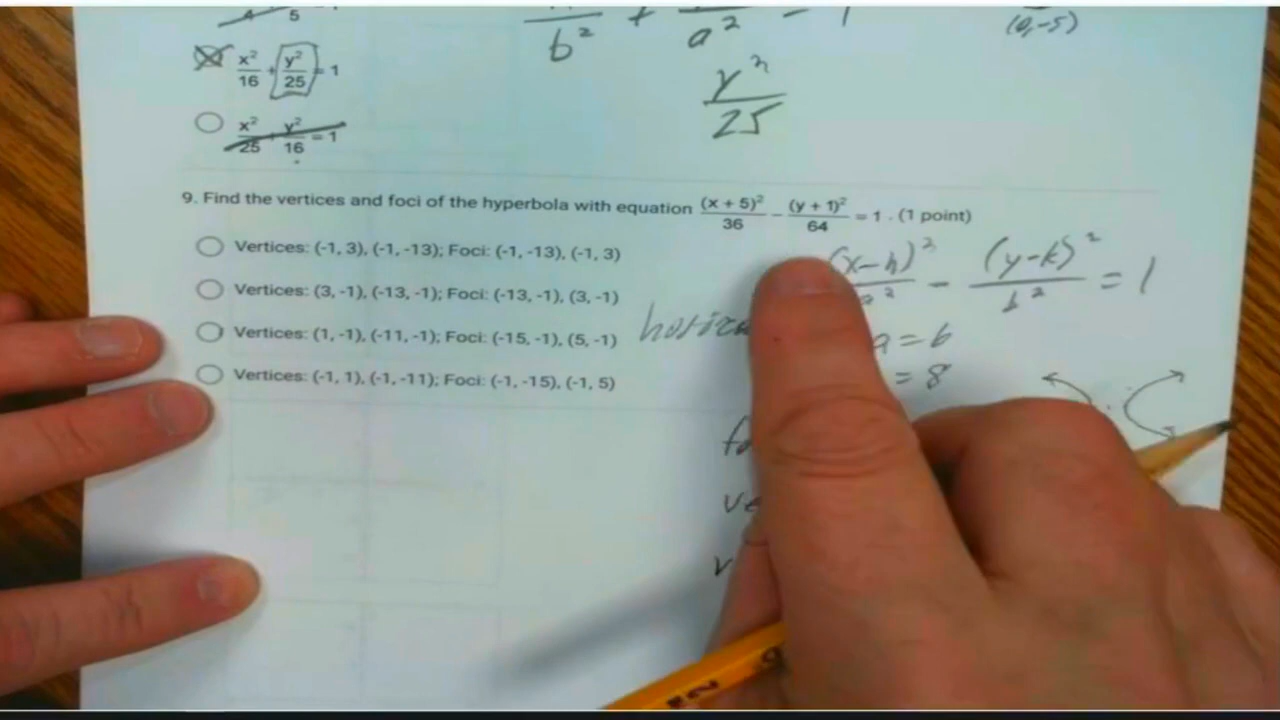 5
b² + a² = 1
(0,-5)
x²/16 + y²/25 = 1
y²/25
x²/25 + y²/16 = 1
9. Find the vertices and foci of the hyperbola with equation (x + 5)²/36 − (y + 1)²/64 = 1 . (1 point)
Vertices: (-1, 3), (-1, -13); Foci: (-1, -13), (-1, 3)
(x-h)²/a² − (y-k)²/b² = 1
Vertices: (3, -1), (-13, -1); Foci: (-13, -1), (3, -1)
Vertices: (1, -1), (-11, -1); Foci: (-15, -1), (5, -1)
a = 6
Vertices: (-1, 1), (-1, -11); Foci: (-1, -15), (-1, 5)
= 8
2